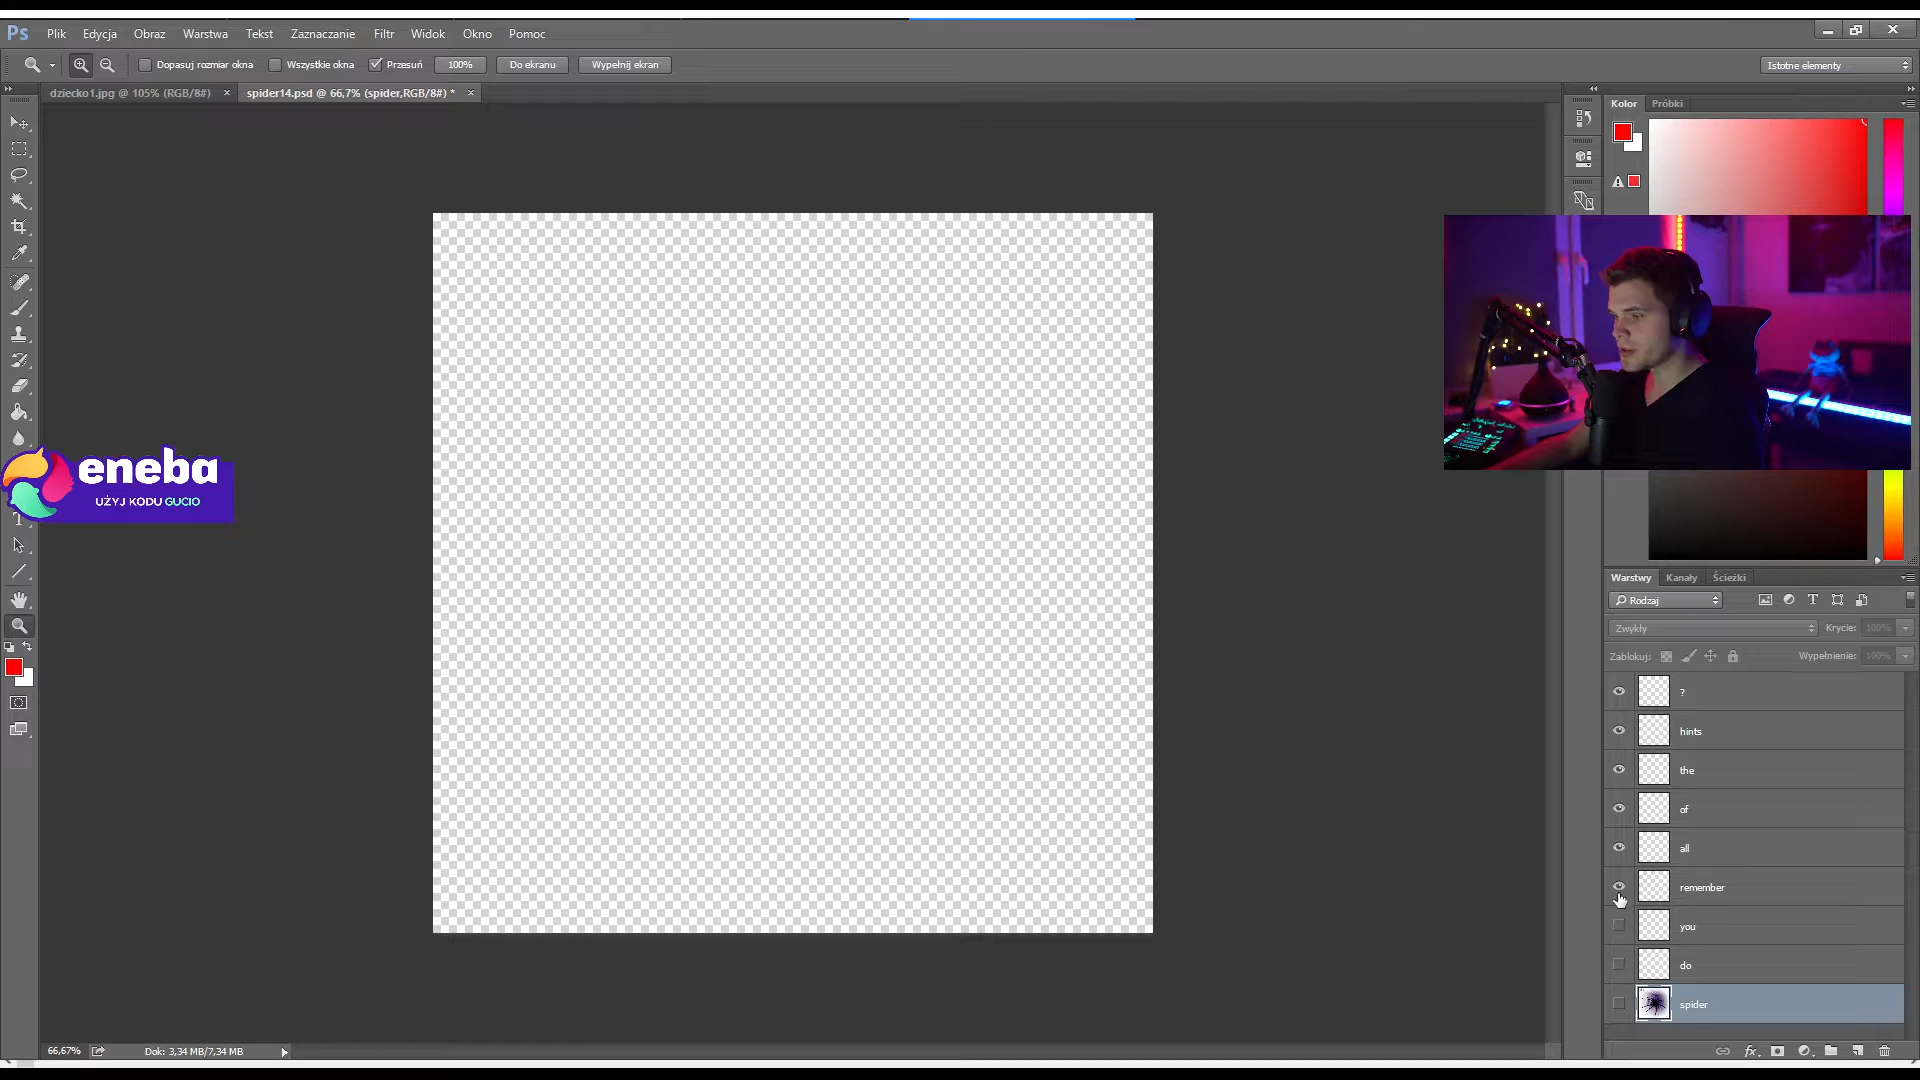 Ps Plik Edycja Obraz Warstwa Tekst Zaznaczanie Filtr Widok Okno Pomoc
Dopasuj rozmiar okna Wszystkie okna Przesuń 100% Do ekranu Wypełnij ekran Istotne elementy
dziecko1.jpg @ 105% (RGB/8#) × spider14.psd @ 66,7% (spider,RGB/8#) * ×
Kolor Próbki
eneba
UŻYJ KODU GUCIO
Warstwy Kanały Ścieżki
Rodzaj
Zwykły Krycie: 100%
Zablokuj: Wypełnienie: 100%
?
hints
the
of
all
remember
you
do
spider
66,67% Dok: 3,34 MB/7,34 MB
fx